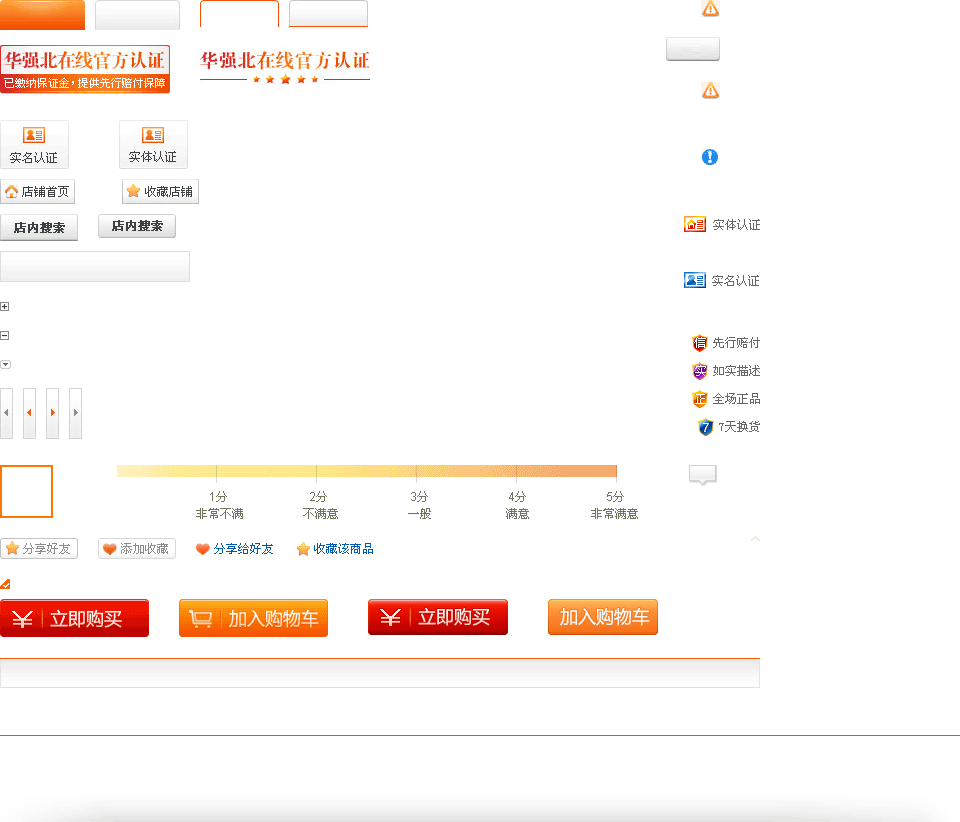 华强北在线官方认证
已缴纳保证金，提供先行赔付保障
华强北在线官方认证
实名认证
实体认证
店铺首页
收藏店铺
店内搜索
店内搜索
实体认证
实名认证
信 先行赔付
实 如实描述
正 全场正品
7 7天换货
1分 2分 3分 4分 5分
非常不满 不满意 一般 满意 非常满意
分享好友
添加收藏
分享给好友
收藏该商品
¥ 立即购买
加入购物车
¥ 立即购买
加入购物车